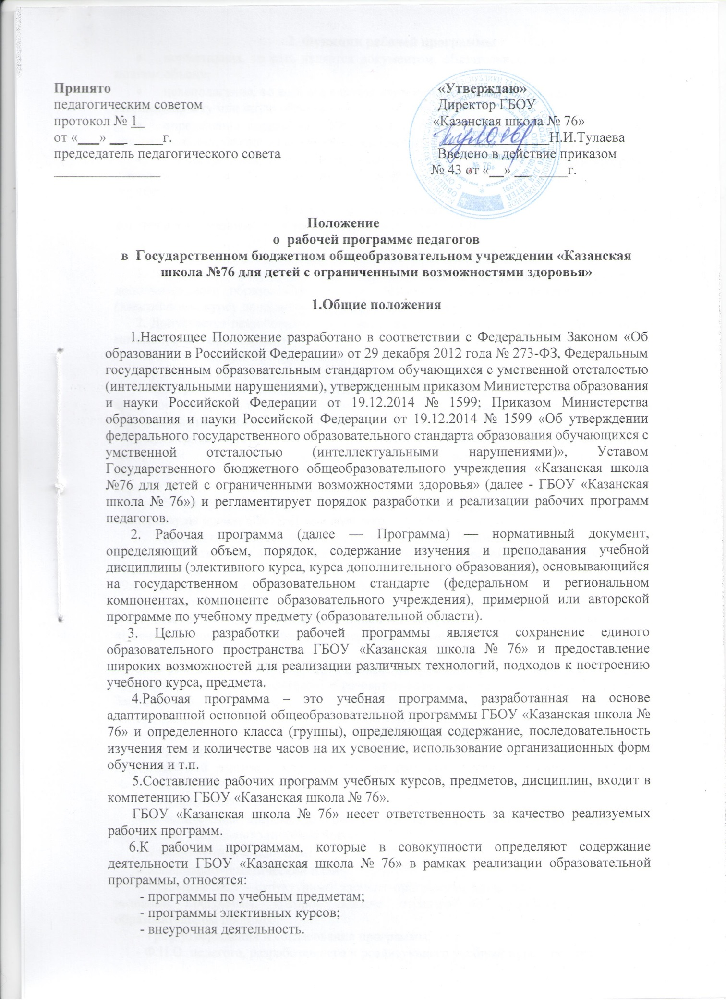 Принято «Утверждаю»
педагогическим советом Директор ГБОУ
протокол № 1_ «Казанская школа № 76»
от «___» __ ____г. ________________Н.И.Тулаева
председатель педагогического совета Введено в действие приказом
________________ № 43 от «__» __ ____г.
Положение
о рабочей программе педагогов
в Государственном бюджетном общеобразовательном учреждении «Казанская
школа №76 для детей с ограниченными возможностями здоровья»
1.Общие положения
1.Настоящее Положение разработано в соответствии с Федеральным Законом «Об
образовании в Российской Федерации» от 29 декабря 2012 года № 273-ФЗ, Федеральным
государственным образовательным стандартом обучающихся с умственной отсталостью
(интеллектуальными нарушениями), утвержденным приказом Министерства образования
и науки Российской Федерации от 19.12.2014 № 1599; Приказом Министерства
образования и науки Российской Федерации от 19.12.2014 № 1599 «Об утверждении
федерального государственного образовательного стандарта образования обучающихся с
умственной отсталостью (интеллектуальными нарушениями)», Уставом
Государственного бюджетного общеобразовательного учреждения «Казанская школа
№76 для детей с ограниченными возможностями здоровья» (далее - ГБОУ «Казанская
школа № 76») и регламентирует порядок разработки и реализации рабочих программ
педагогов.
2. Рабочая программа (далее — Программа) — нормативный документ,
определяющий объем, порядок, содержание изучения и преподавания учебной
дисциплины (элективного курса, курса дополнительного образования), основывающийся
на государственном образовательном стандарте (федеральном и региональном
компонентах, компоненте образовательного учреждения), примерной или авторской
программе по учебному предмету (образовательной области).
3. Целью разработки рабочей программы является сохранение единого
образовательного пространства ГБОУ «Казанская школа № 76» и предоставление
широких возможностей для реализации различных технологий, подходов к построению
учебного курса, предмета.
4.Рабочая программа – это учебная программа, разработанная на основе
адаптированной основной общеобразовательной программы ГБОУ «Казанская школа №
76» и определенного класса (группы), определяющая содержание, последовательность
изучения тем и количестве часов на их усвоение, использование организационных форм
обучения и т.п.
5.Составление рабочих программ учебных курсов, предметов, дисциплин, входит в
компетенцию ГБОУ «Казанская школа № 76».
ГБОУ «Казанская школа № 76» несет ответственность за качество реализуемых
рабочих программ.
6.К рабочим программам, которые в совокупности определяют содержание
деятельности ГБОУ «Казанская школа № 76» в рамках реализации образовательной
программы, относятся:
- программы по учебным предметам;
- программы элективных курсов;
- внеурочная деятельность.